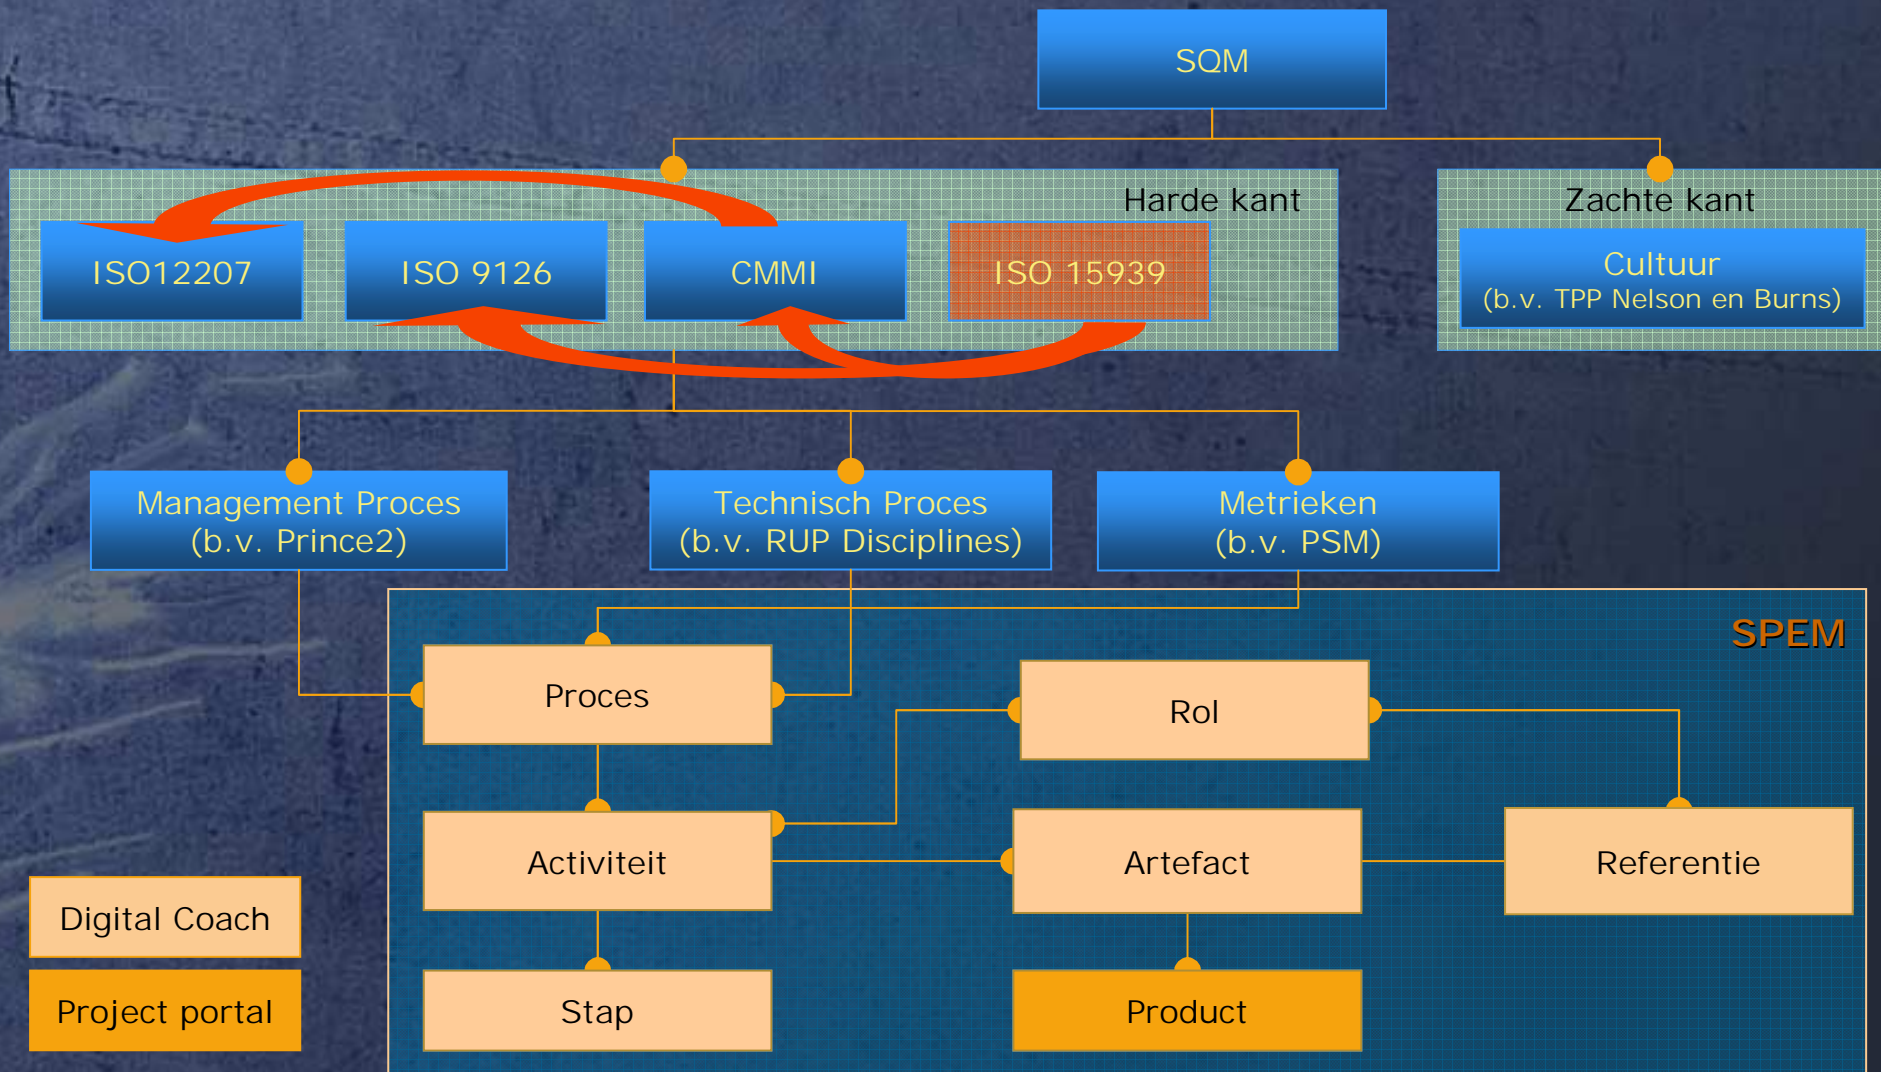 SQM
Harde kant
Zachte kant
ISO12207
ISO 9126
CMMI
ISO 15939
Cultuur
(b.v. TPP Nelson en Burns)
Management Proces
(b.v. Prince2)
Technisch Proces
(b.v. RUP Disciplines)
Metrieken
(b.v. PSM)
SPEM
Proces
Rol
Activiteit
Artefact
Referentie
Digital Coach
Project portal
Stap
Product